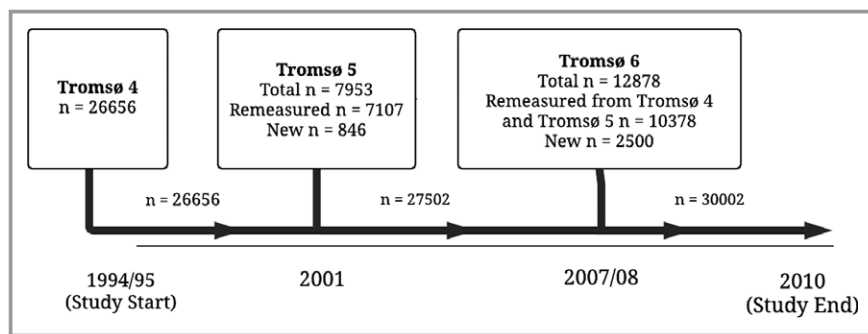 Tromsø 4
n = 26656
Tromsø 5
Total n = 7953
Remeasured n = 7107
New n = 846
Tromsø 6
Total n = 12878
Remeasured from Tromsø 4
and Tromsø 5 n = 10378
New n = 2500
n = 26656
n = 27502
n = 30002
1994/95
(Study Start)
2001
2007/08
2010
(Study End)